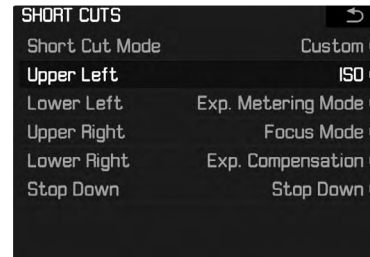 SHORT CUTS
Short Cut Mode Custom
Upper Left ISO
Lower Left Exp. Metering Mode
Upper Right Focus Mode
Lower Right Exp. Compensation
Stop Down Stop Down